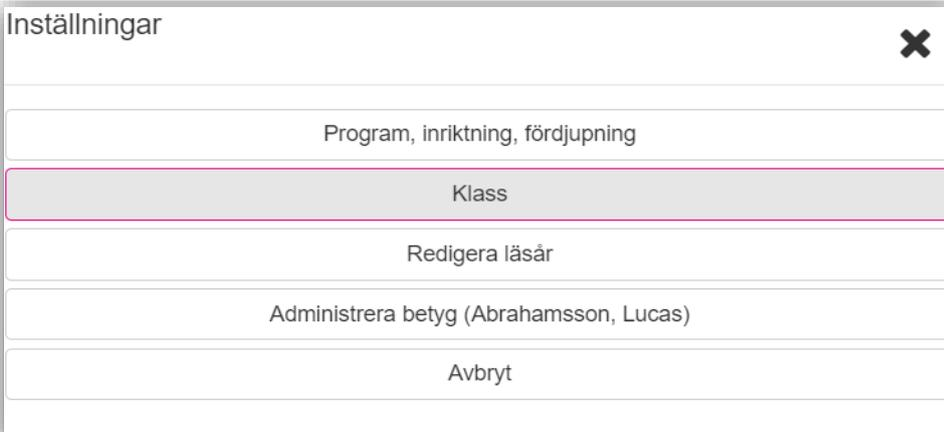 Inställningar
Program, inriktning, fördjupning
Klass
Redigera läsår
Administrera betyg (Abrahamsson, Lucas)
Avbryt